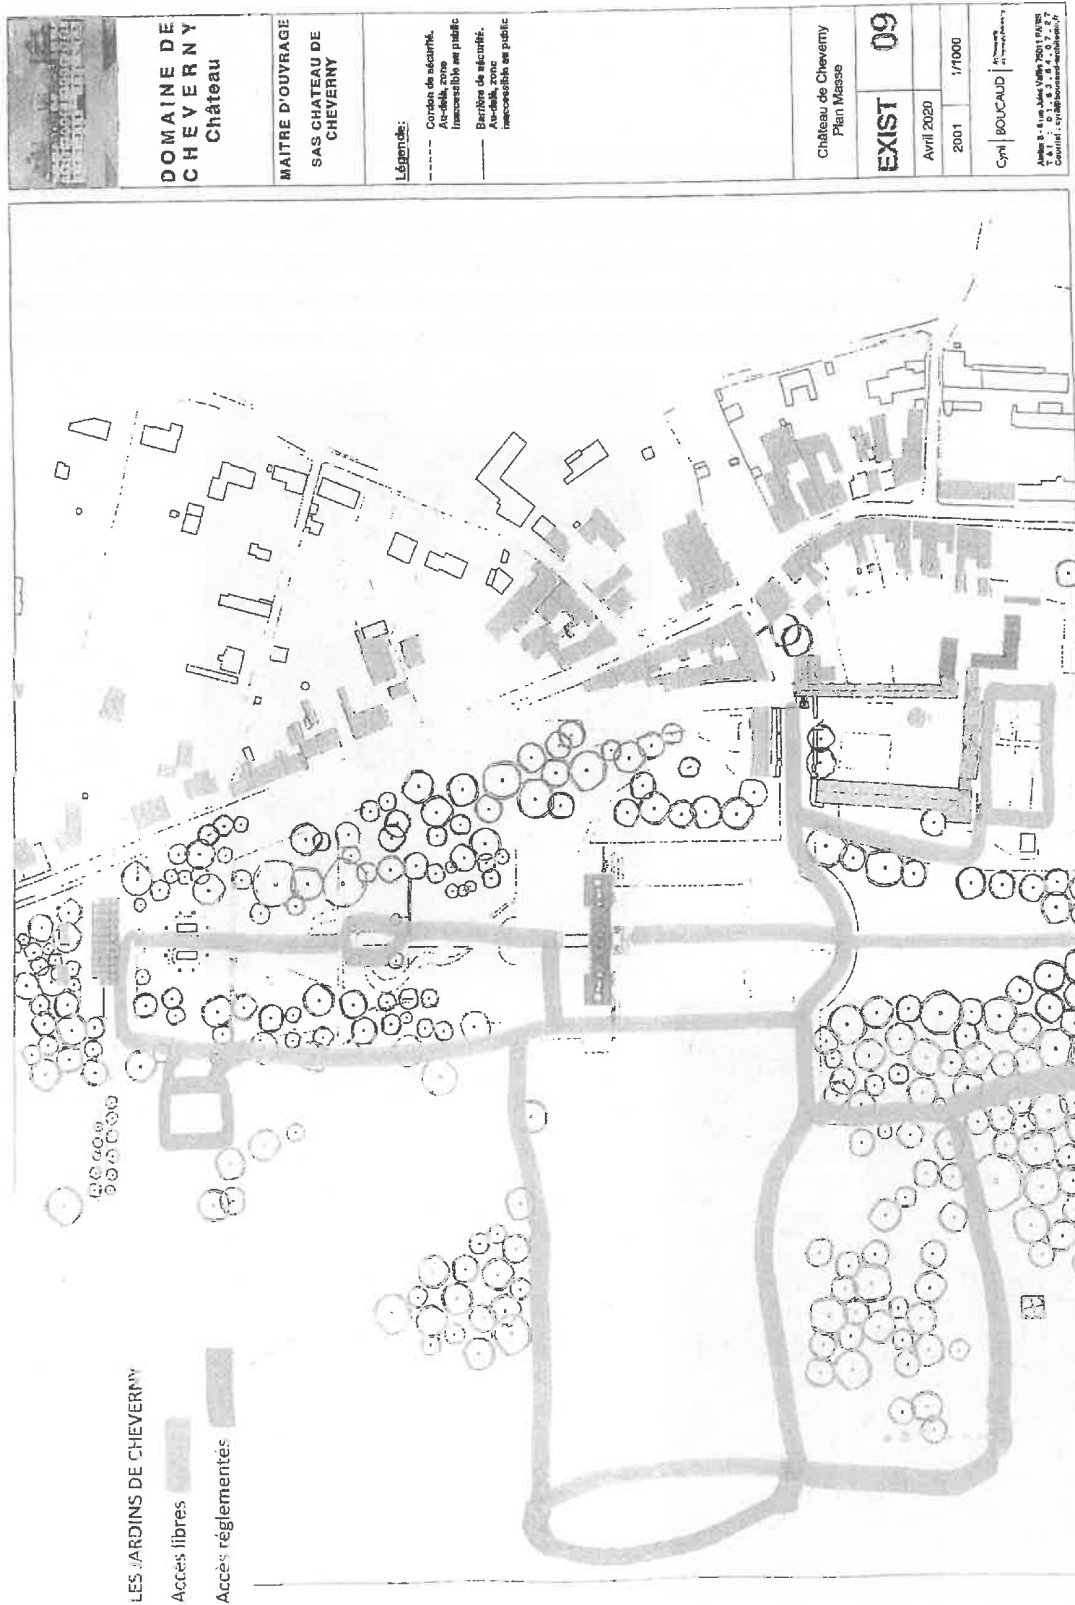 DOMAINE DE
CHEVERNY
Château
MAITRE D'OUVRAGE
SAS CHATEAU DE
CHEVERNY
Légende:
Cordon de sécurité.
Au-delà, zone
inaccessible au public
Barrière de sécurité.
Au-delà, zone
inaccessible au public
Château de Cheverny
Plan Masse
EXIST
09
Avril 2020
2001
1/1000
Cyril BOUCAUD
LES JARDINS DE CHEVERNY
Accès libres
Accès réglementés